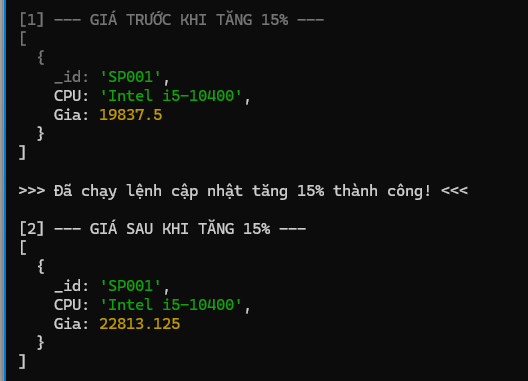 [1] --- GIÁ TRƯỚC KHI TĂNG 15% ---
[
  {
    _id: 'SP001',
    CPU: 'Intel i5-10400',
    Gia: 19837.5
  }
]
>>> Đã chạy lệnh cập nhật tăng 15% thành công! <<<
[2] --- GIÁ SAU KHI TĂNG 15% ---
[
  {
    _id: 'SP001',
    CPU: 'Intel i5-10400',
    Gia: 22813.125
  }
]